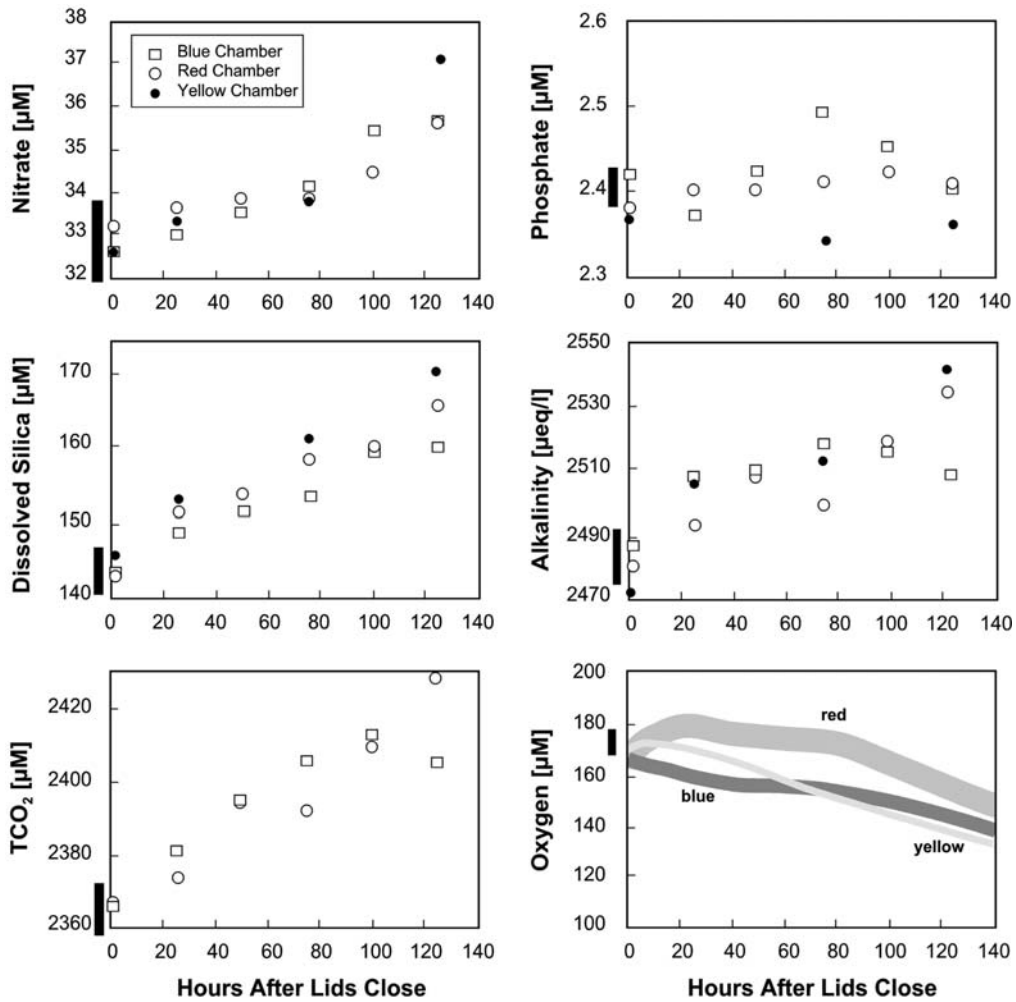 Nitrate [µM]
38
37
36
35
34
33
32
Blue Chamber
Red Chamber
Yellow Chamber
0 20 40 60 80 100 120 140
Phosphate [µM]
2.6
2.5
2.4
2.3
0 20 40 60 80 100 120 140
Dissolved Silica [µM]
170
160
150
140
0 20 40 60 80 100 120 140
Alkalinity [µeq/l]
2550
2530
2510
2490
2470
0 20 40 60 80 100 120 140
TCO₂ [µM]
2420
2400
2380
2360
0 20 40 60 80 100 120 140
Hours After Lids Close
Oxygen [µM]
200
180
160
140
120
100
red
blue
yellow
0 20 40 60 80 100 120 140
Hours After Lids Close